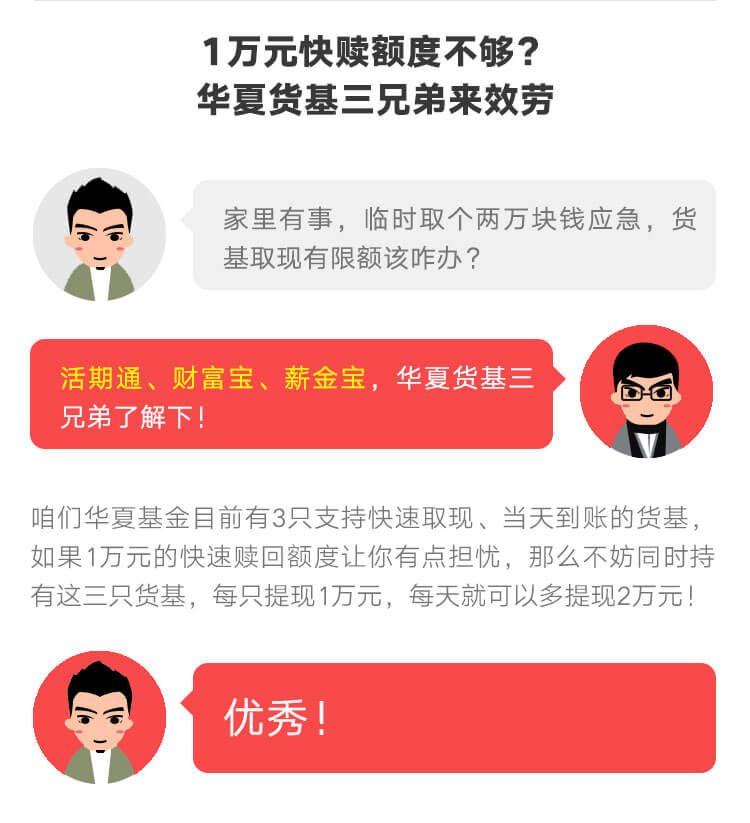 1万元快赎额度不够？
华夏货基三兄弟来效劳
家里有事，临时取个两万块钱应急，货
基取现有限额该咋办？
活期通、财富宝、薪金宝，华夏货基三
兄弟了解下！
咱们华夏基金目前有3只支持快速取现、当天到账的货基，
如果1万元的快速赎回额度让你有点担忧，那么不妨同时持
有这三只货基，每只提现1万元，每天就可以多提现2万元！
优秀！